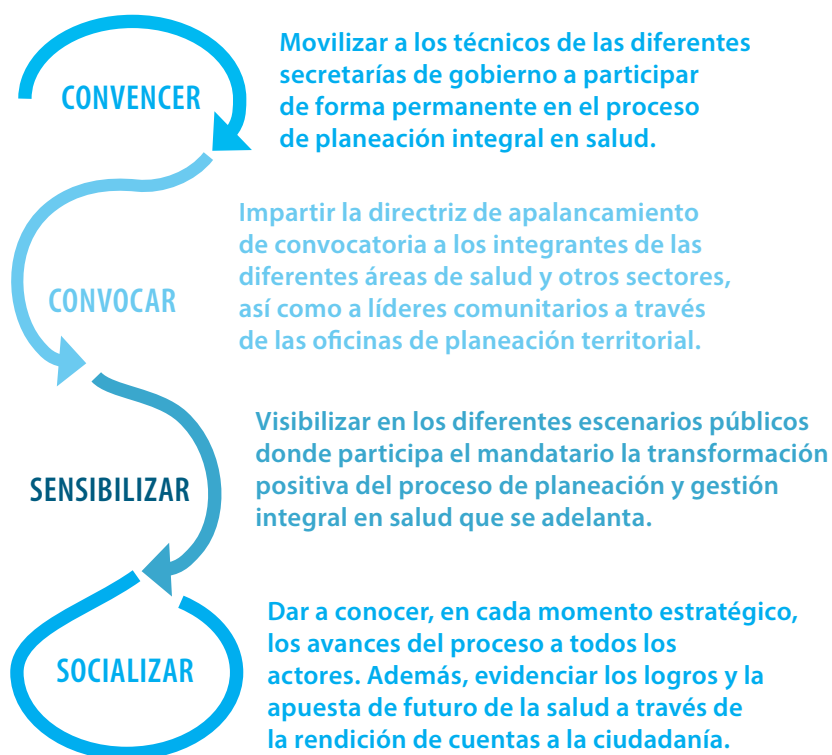 CONVENCER
Movilizar a los técnicos de las diferentes
secretarías de gobierno a participar
de forma permanente en el proceso
de planeación integral en salud.
CONVOCAR
Impartir la directriz de apalancamiento
de convocatoria a los integrantes de las
diferentes áreas de salud y otros sectores,
así como a líderes comunitarios a través
de las oficinas de planeación territorial.
SENSIBILIZAR
Visibilizar en los diferentes escenarios públicos
donde participa el mandatario la transformación
positiva del proceso de planeación y gestión
integral en salud que se adelanta.
SOCIALIZAR
Dar a conocer, en cada momento estratégico,
los avances del proceso a todos los
actores. Además, evidenciar los logros y la
apuesta de futuro de la salud a través de
la rendición de cuentas a la ciudadanía.